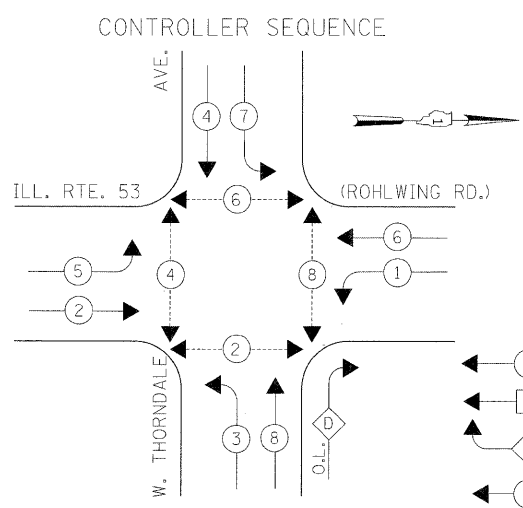 CONTROLLER SEQUENCE
AVE.
4
7
ILL. RTE. 53
6
(ROHLWING RD.)
6
5
4
8
1
2
2
W. THORNDALE
3
8
O.L.
D